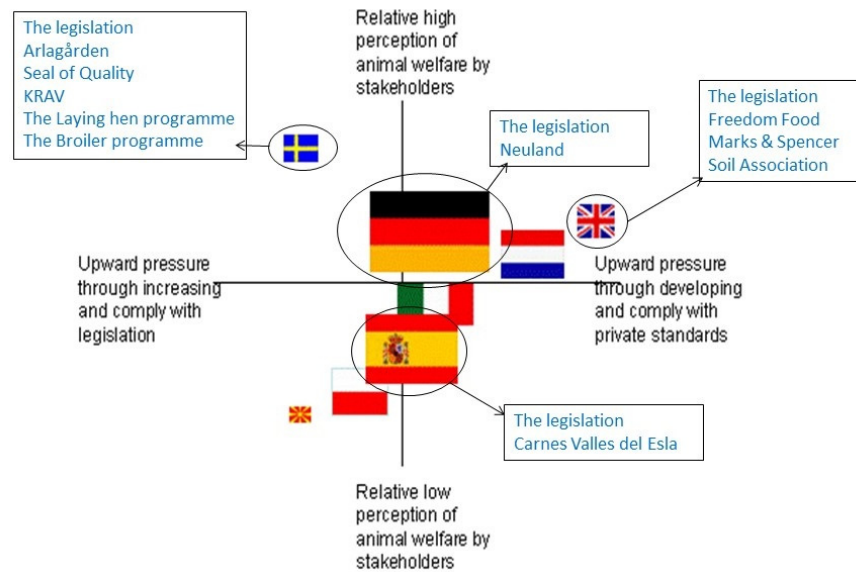 The legislation
Arlagården
Seal of Quality
KRAV
The Laying hen programme
The Broiler programme
Relative high
perception of
animal welfare by
stakeholders
The legislation
Neuland
The legislation
Freedom Food
Marks & Spencer
Soil Association
Upward pressure
through increasing
and comply with
legislation
Upward pressure
through developing
and comply with
private standards
The legislation
Carnes Valles del Esla
Relative low
perception of
animal welfare by
stakeholders